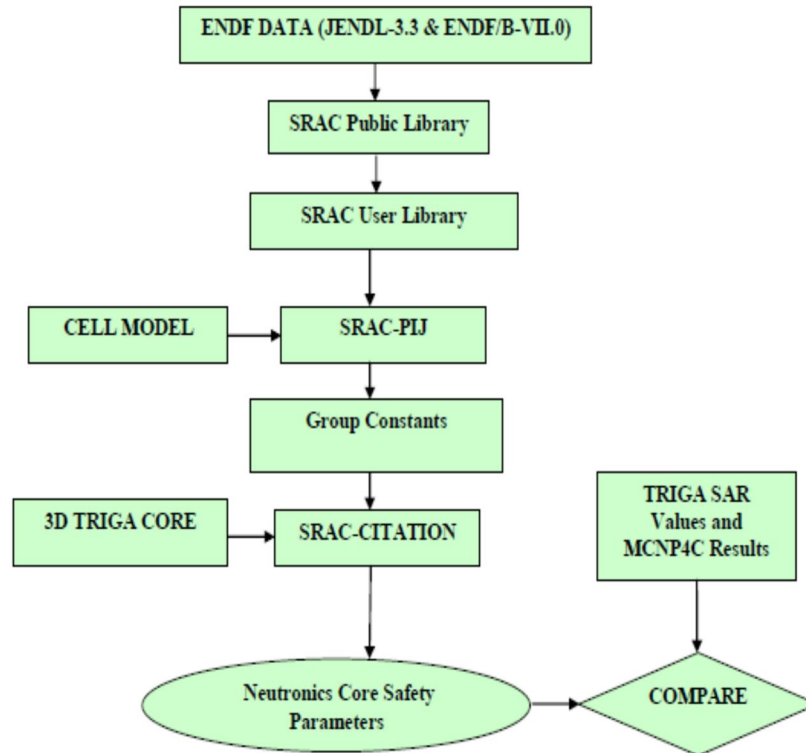 ENDF DATA (JENDL-3.3 & ENDF/B-VII.0)
SRAC Public Library
SRAC User Library
CELL MODEL
SRAC-PIJ
Group Constants
3D TRIGA CORE
SRAC-CITATION
TRIGA SAR
Values and
MCNP4C Results
Neutronics Core Safety
Parameters
COMPARE